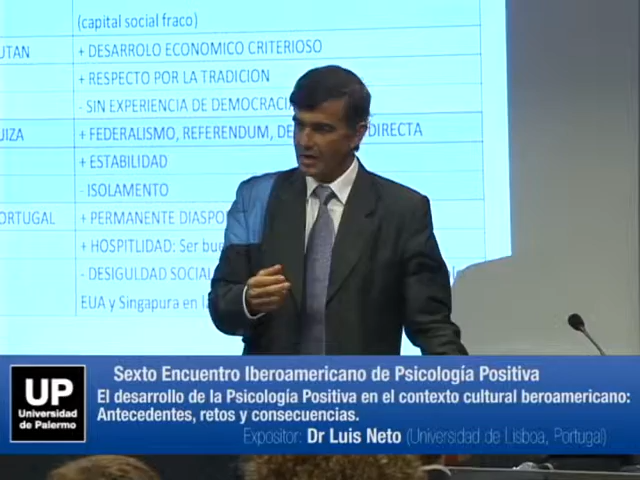 (capital social fraco)
UTAN
+ DESARROLO ECONOMICO CRITERIOSO
+ RESPECTO POR LA TRADICION
- SIN EXPERIENCIA DE DEMOCRACIA
UIZA
+ FEDERALISMO, REFERENDUM, DE DIRECTA
+ ESTABILIDAD
- ISOLAMENTO
ORTUGAL
+ PERMANENTE DIASPO
+ HOSPITLIDAD: Ser bue
- DESIGULDAD SOCIAL
EUA y Singapura en la
UP
Universidad
de Palermo
Sexto Encuentro Iberoamericano de Psicología Positiva
El desarrollo de la Psicología Positiva en el contexto cultural beroamericano:
Antecedentes, retos y consecuencias.
Expositor: Dr Luis Neto (Universidad de Lisboa, Portugal)